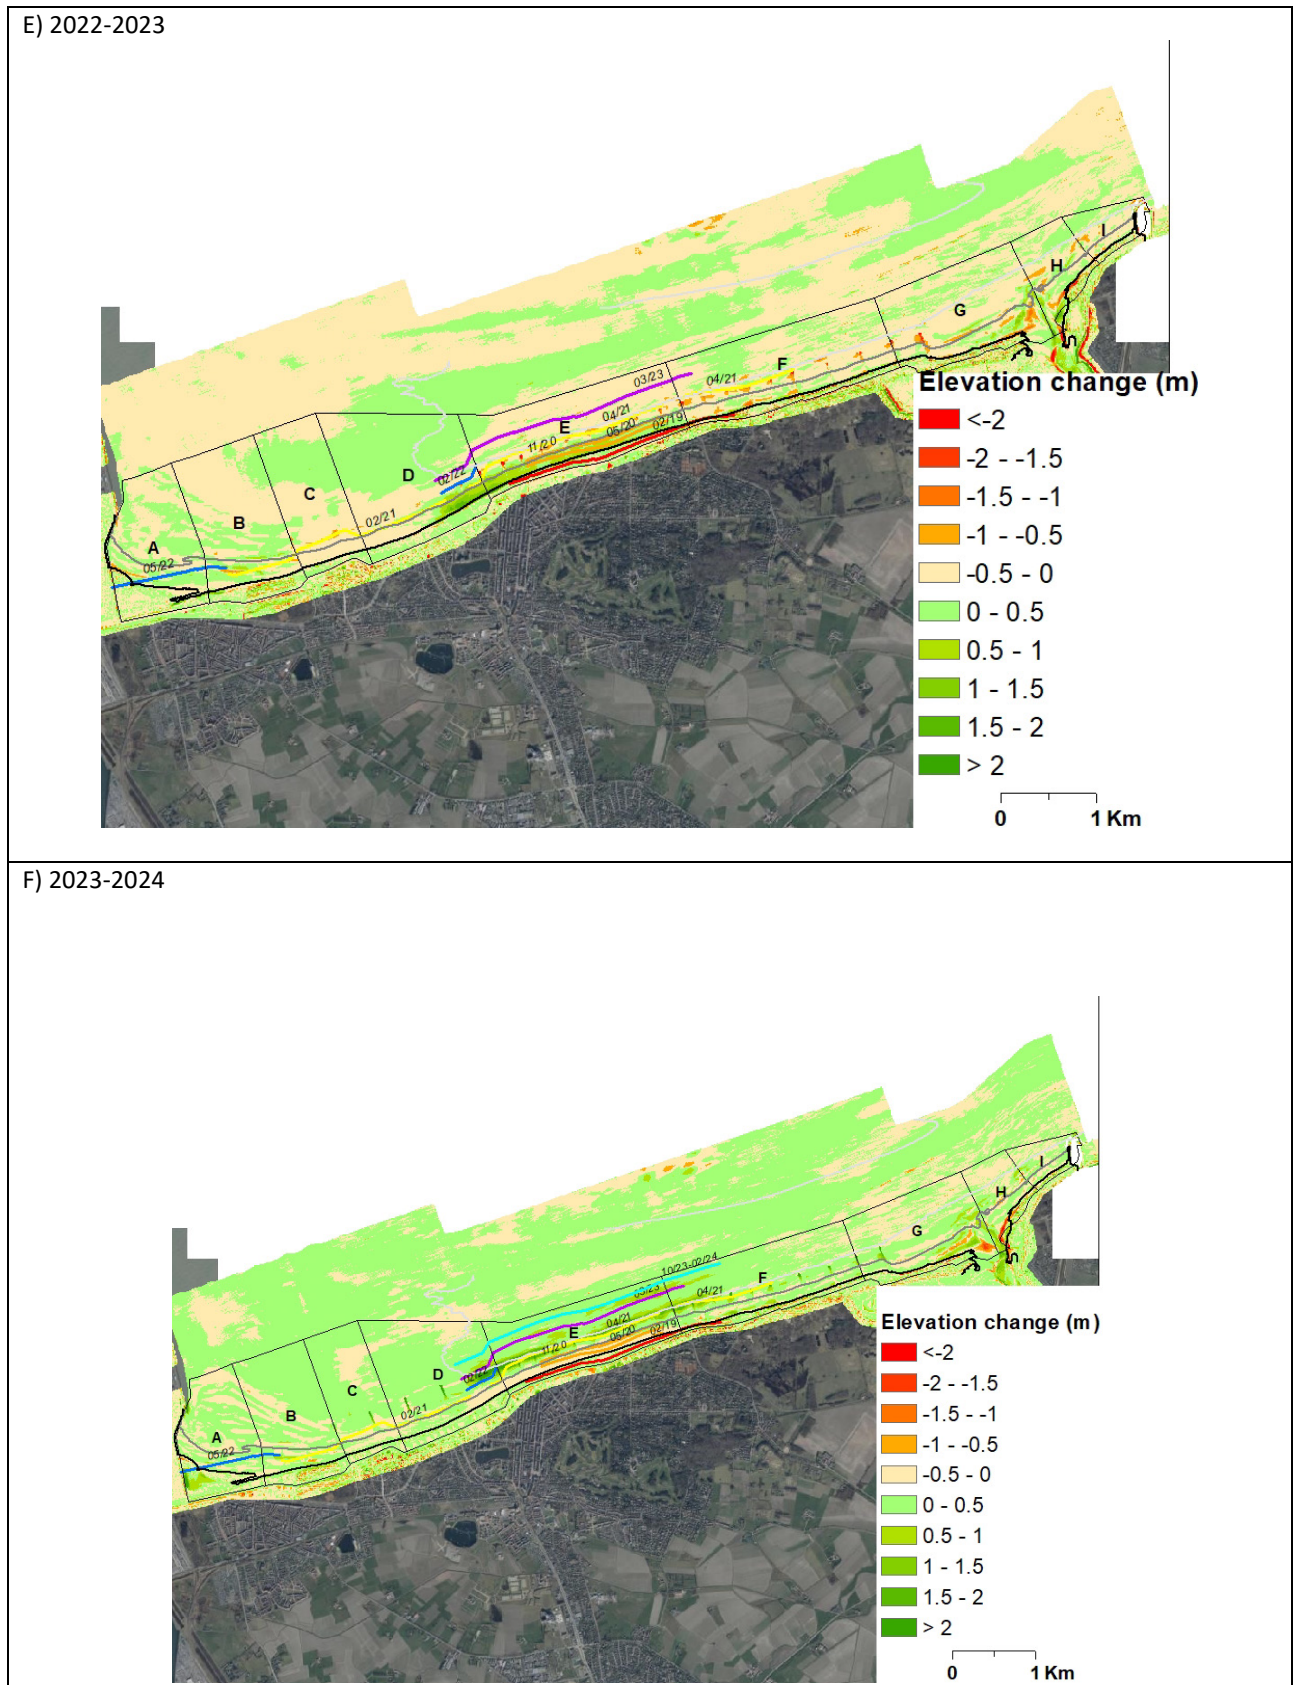 E) 2022-2023
I
H
G
F
03/23
04/21
04/21
E
05/20
02/19
11/20
02/22
D
C
02/21
B
A
05/22
Elevation change (m)
<-2
-2 - -1.5
-1.5 - -1
-1 - -0.5
-0.5 - 0
0 - 0.5
0.5 - 1
1 - 1.5
1.5 - 2
> 2
0 1 Km
F) 2023-2024
I
H
G
F
10/23-02/24
03/23
04/21
04/21
E
05/20
02/19
11/20
02/22
D
C
02/21
B
A
05/22
Elevation change (m)
<-2
-2 - -1.5
-1.5 - -1
-1 - -0.5
-0.5 - 0
0 - 0.5
0.5 - 1
1 - 1.5
1.5 - 2
> 2
0 1 Km